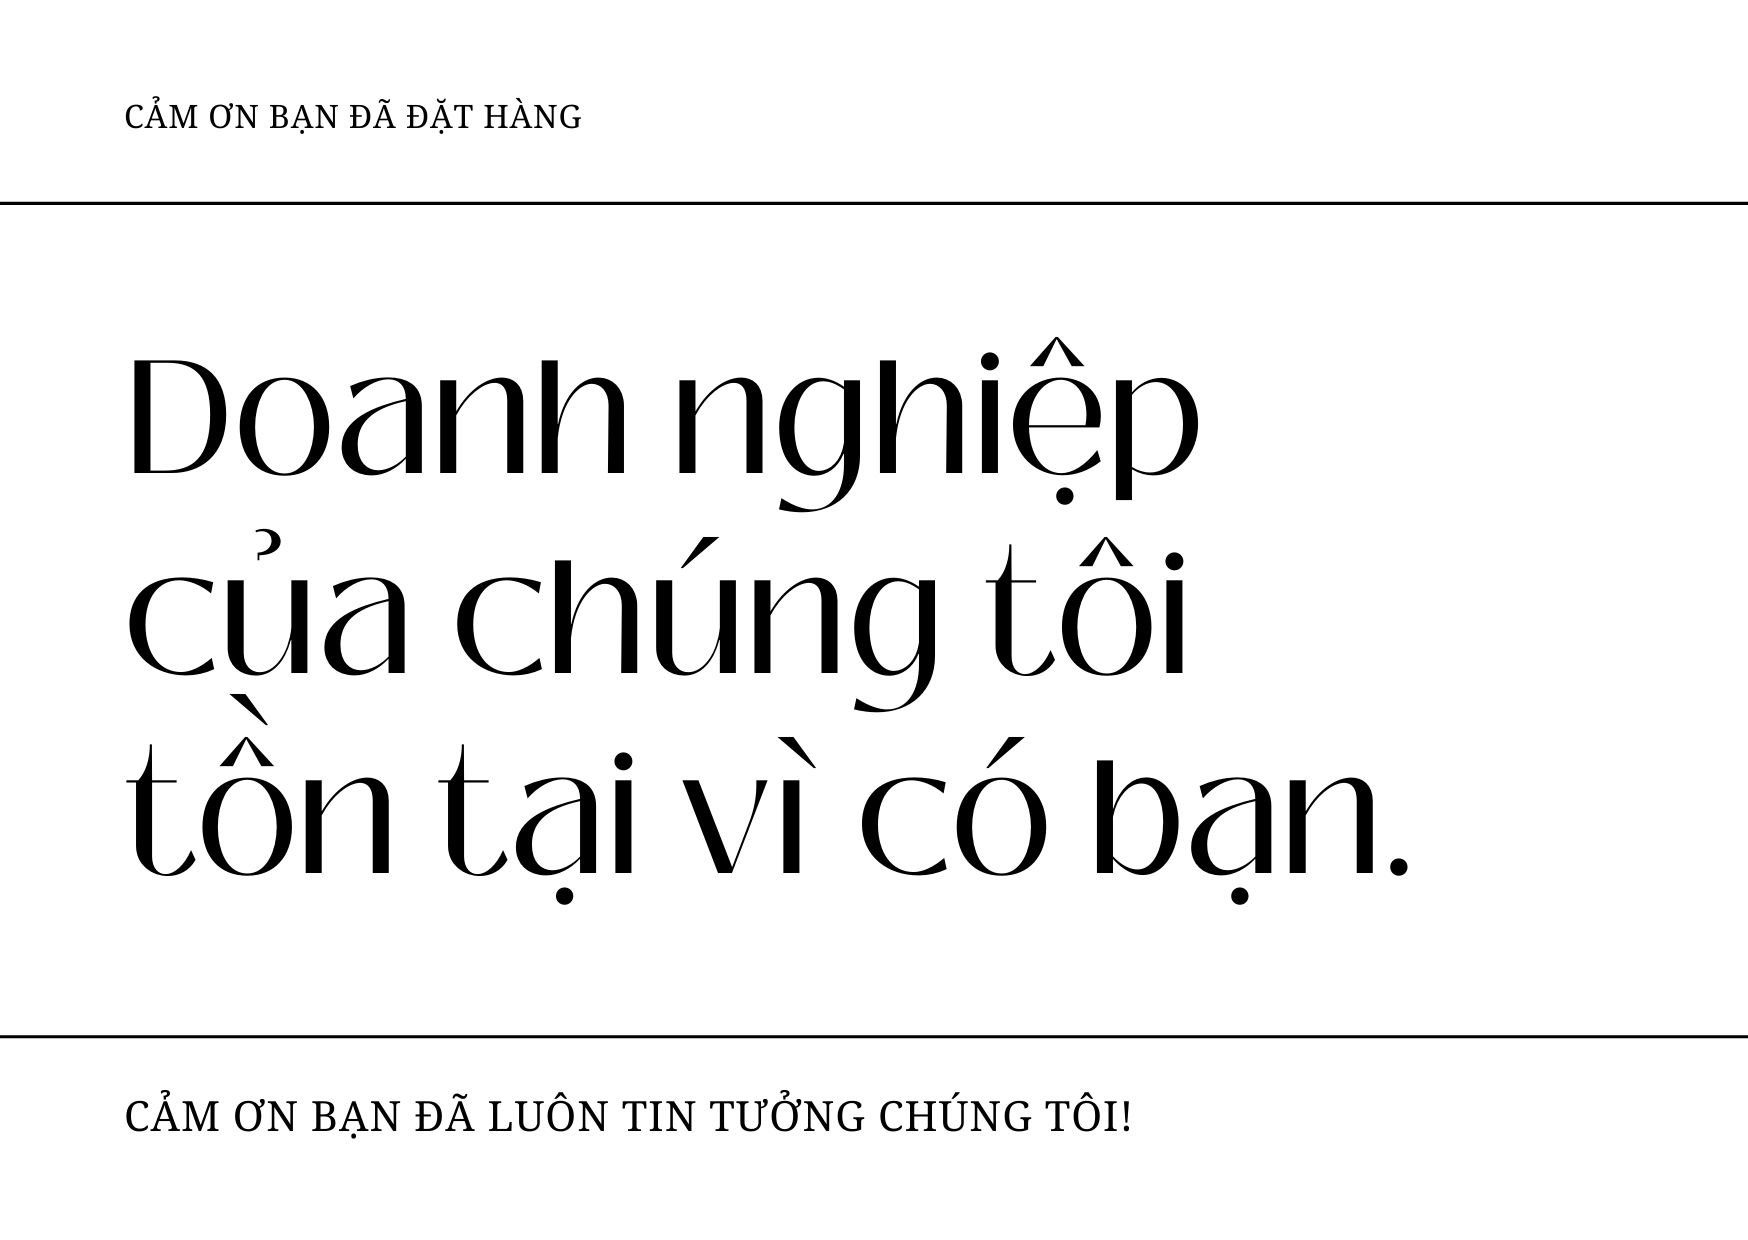 CẢM ƠN BẠN ĐÃ ĐẶT HÀNG
Doanh nghiệp
của chúng tôi
tồn tại vì có bạn.
CẢM ƠN BẠN ĐÃ LUÔN TIN TƯỞNG CHÚNG TÔI!